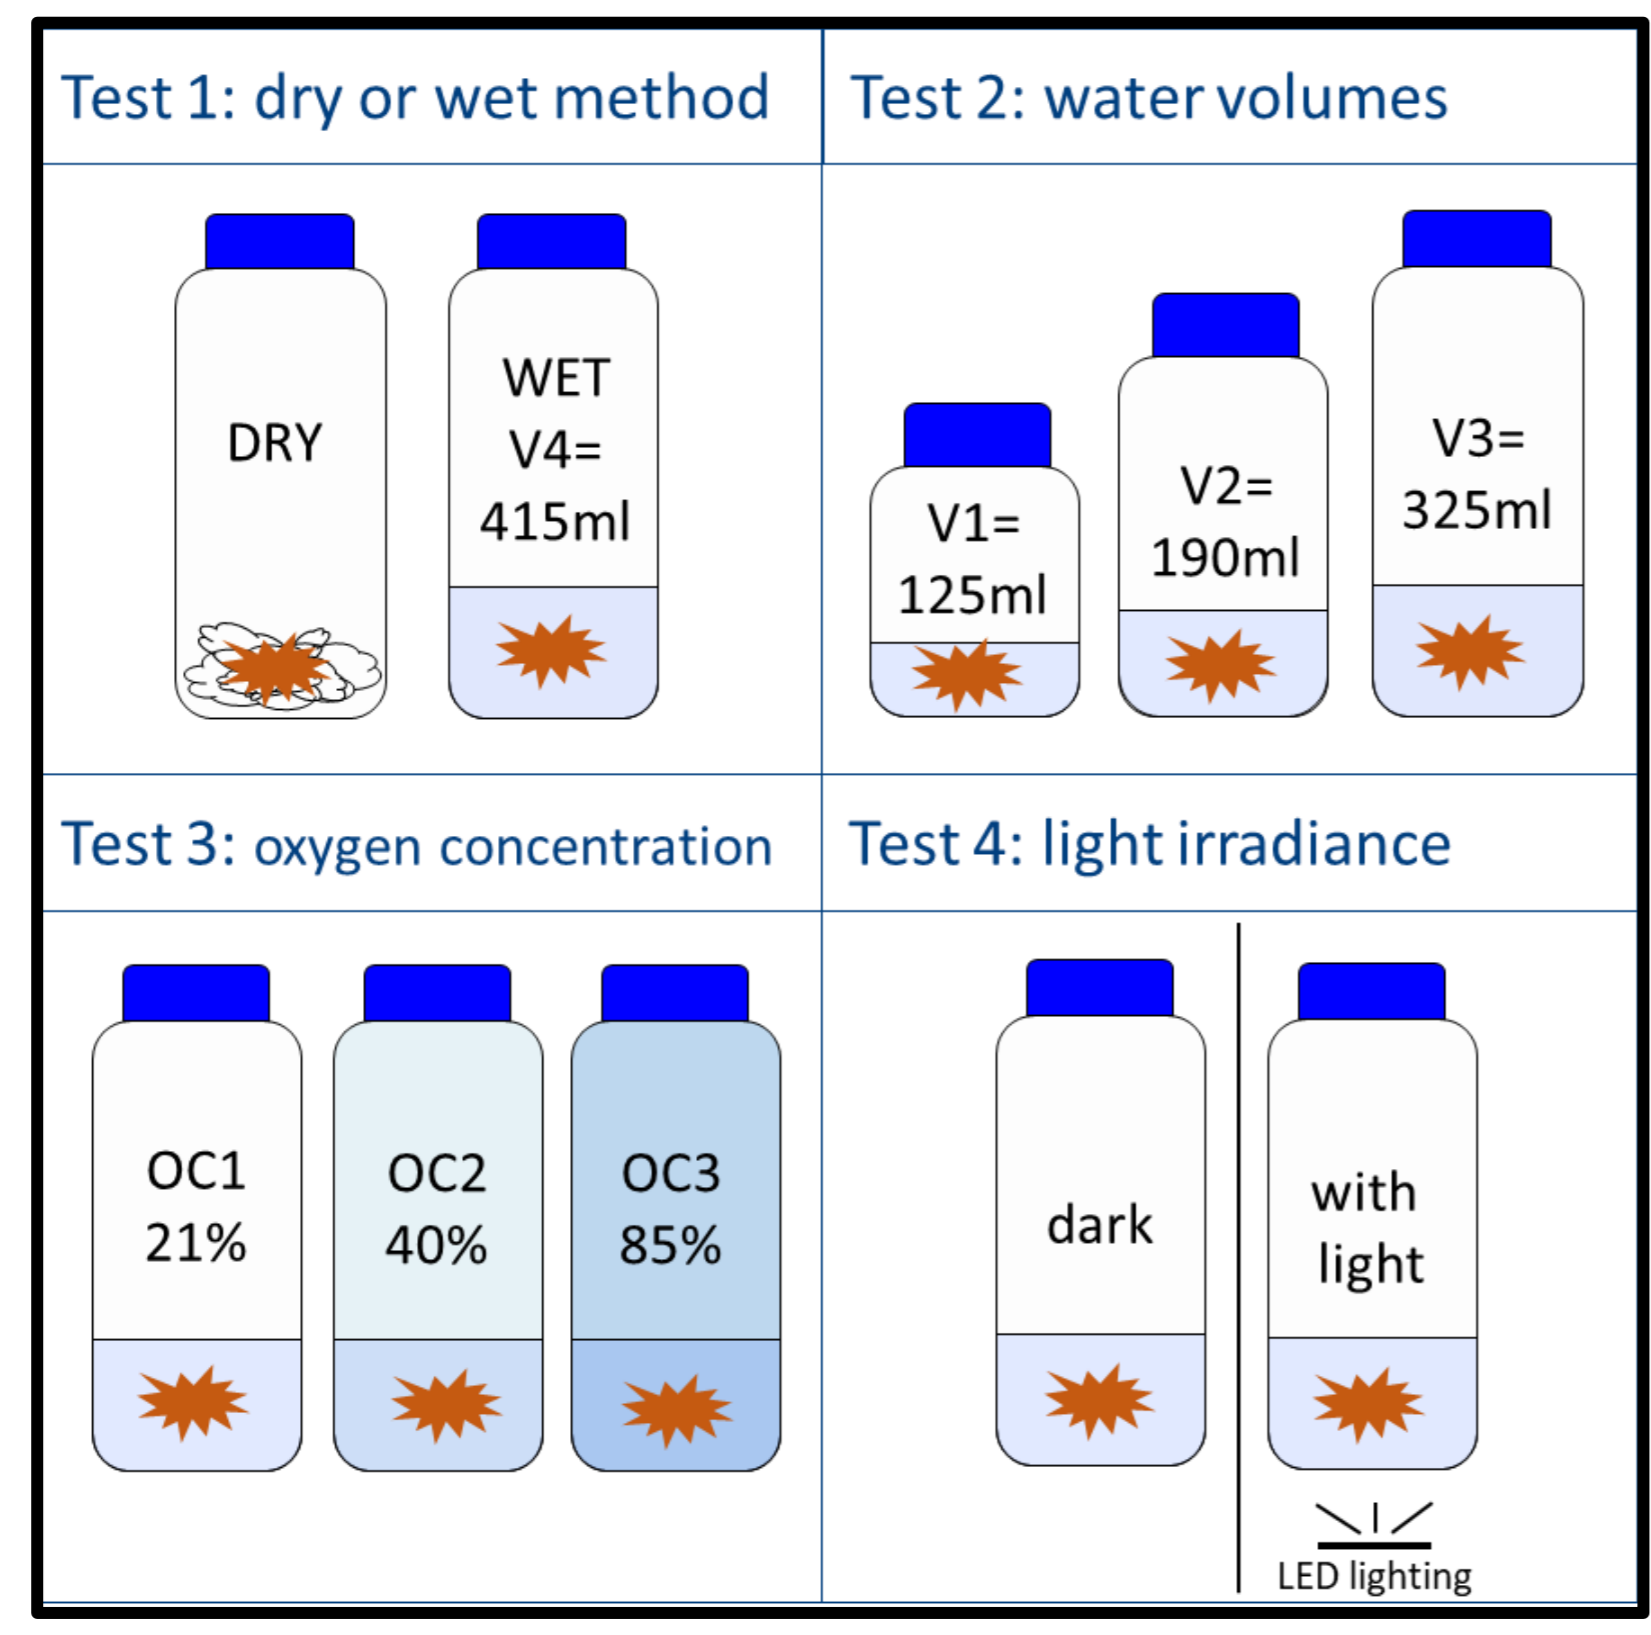 Test 1: dry or wet method
Test 2: water volumes
DRY
WET
V4=
415ml
V1=
125ml
V2=
190ml
V3=
325ml
Test 3: oxygen concentration
Test 4: light irradiance
OC1
21%
OC2
40%
OC3
85%
dark
with
light
LED lighting